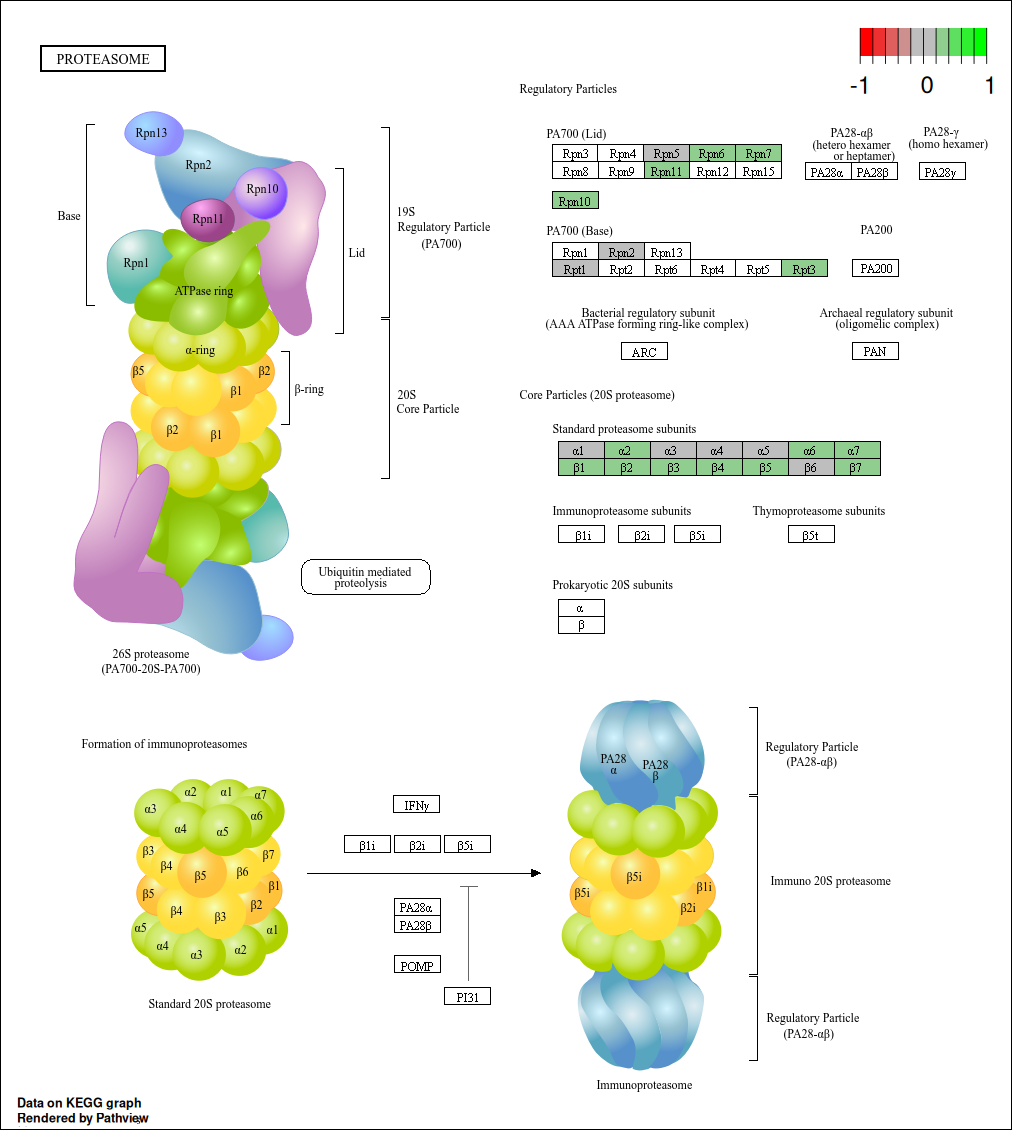 PROTEASOME
-1 0 1
Regulatory Particles
PA700 (Lid)
Rpn3 Rpn4 Rpn5 Rpn6 Rpn7
Rpn8 Rpn9 Rpn11 Rpn12 Rpn15
Rpn10
PA28-αβ
(hetero hexamer
or heptamer)
PA28α PA28β
PA28-γ
(homo hexamer)
PA28γ
PA700 (Base)
Rpn1 Rpn2 Rpn13
Rpt1 Rpt2 Rpt6 Rpt4 Rpt5 Rpt3
PA200
PA200
Bacterial regulatory subunit
(AAA ATPase forming ring-like complex)
ARC
Archaeal regulatory subunit
(oligomelic complex)
PAN
Core Particles (20S proteasome)
Standard proteasome subunits
α1 α2 α3 α4 α5 α6 α7
β1 β2 β3 β4 β5 β6 β7
Immunoproteasome subunits
β1i β2i β5i
Thymoproteasome subunits
β5t
Prokaryotic 20S subunits
α
β
Rpn13
Rpn2
Rpn10
Rpn11
Rpn1
ATPase ring
Base
Lid
19S
Regulatory Particle
(PA700)
α-ring
β5
β2
β1
β-ring
β2
β1
20S
Core Particle
Ubiquitin mediated
proteolysis
26S proteasome
(PA700-20S-PA700)
Formation of immunoproteasomes
α3 α2 α1 α7
α4 α5 α6
β3 β4 β5 β6 β7
β5 β4 β3 β2 β1
α5 α4 α3 α2 α1
Standard 20S proteasome
IFNγ
β1i β2i β5i
PA28α
PA28β
POMP
PI31
PA28
α
PA28
β
Regulatory Particle
(PA28-αβ)
β5i
β5i
β1i
β2i
Immuno 20S proteasome
Regulatory Particle
(PA28-αβ)
Immunoproteasome
Data on KEGG graph
Rendered by Pathview